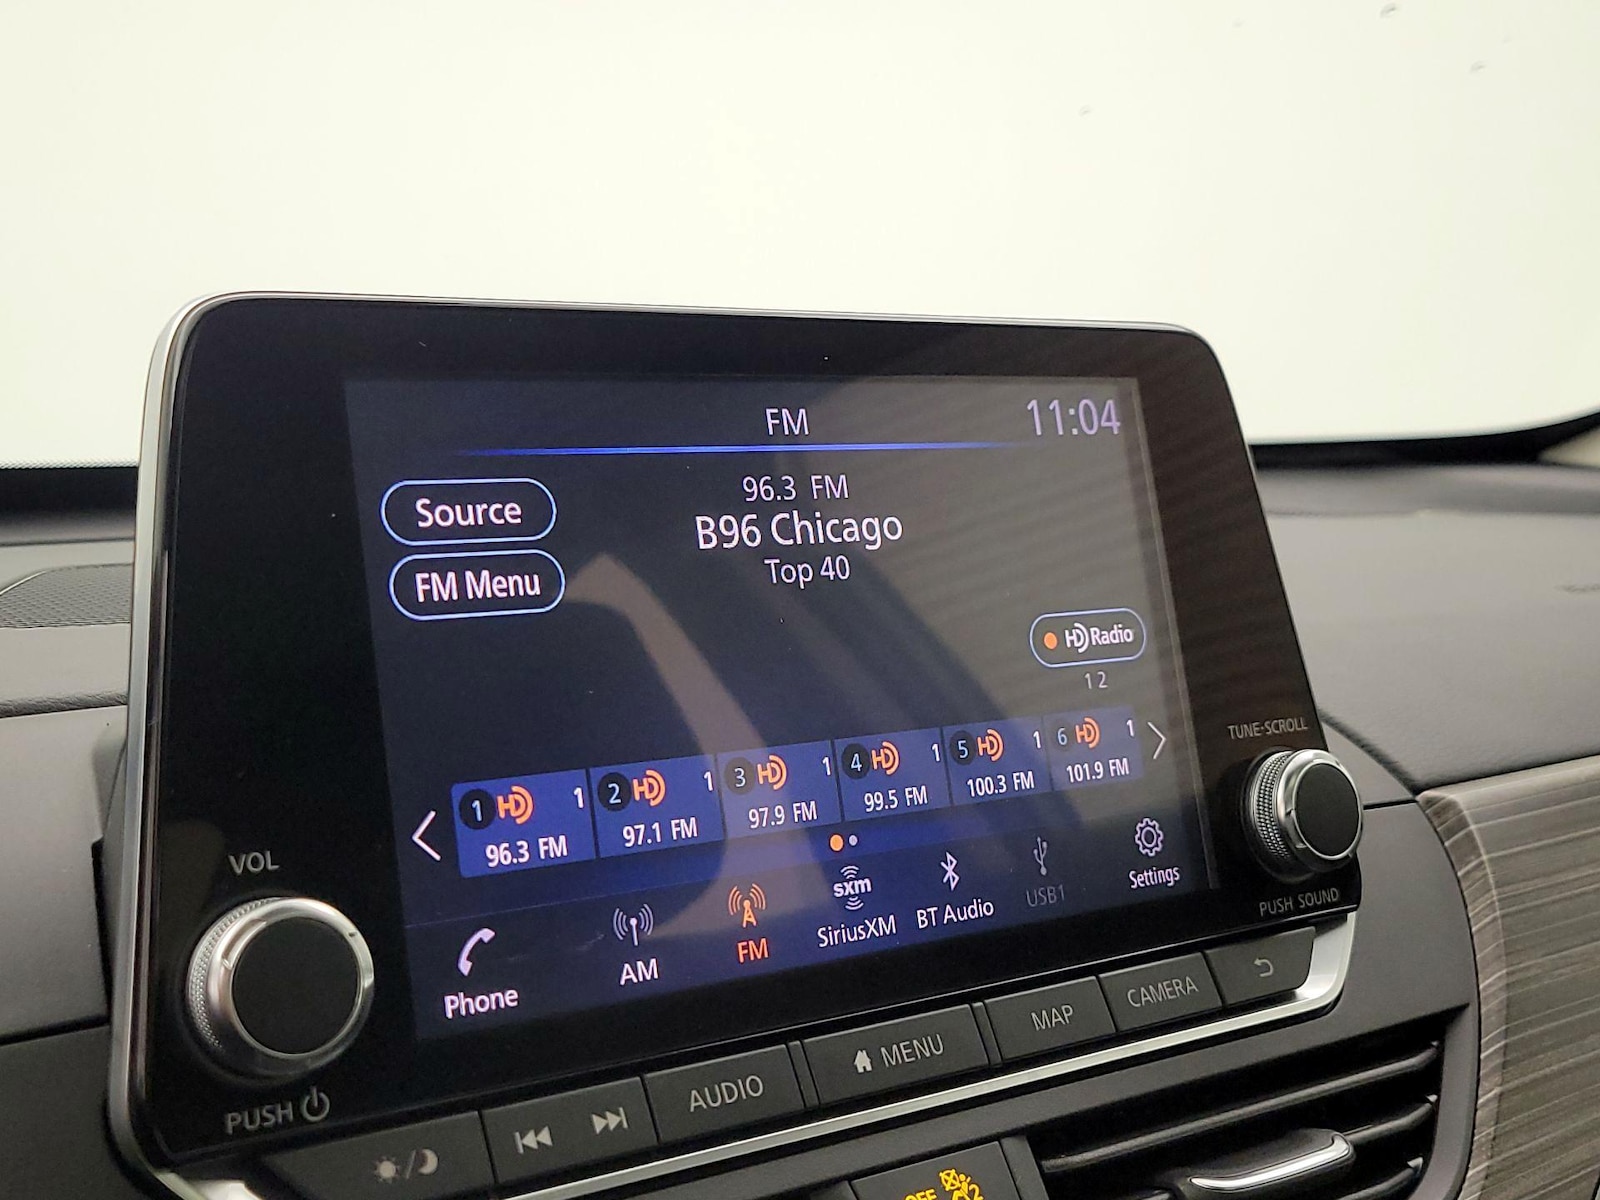 FM
11:04
Source
FM Menu
96.3 FM
B96 Chicago
Top 40
HD Radio
1 2
1 HD 1
96.3 FM
2 HD 1
97.1 FM
3 HD 1
97.9 FM
4 HD 1
99.5 FM
5 HD 1
100.3 FM
6 HD 1
101.9 FM
Phone
AM
FM
sxm
SiriusXM
BT Audio
USB1
Settings
VOL
PUSH
TUNE·SCROLL
PUSH SOUND
AUDIO
MENU
MAP
CAMERA
OFF
2